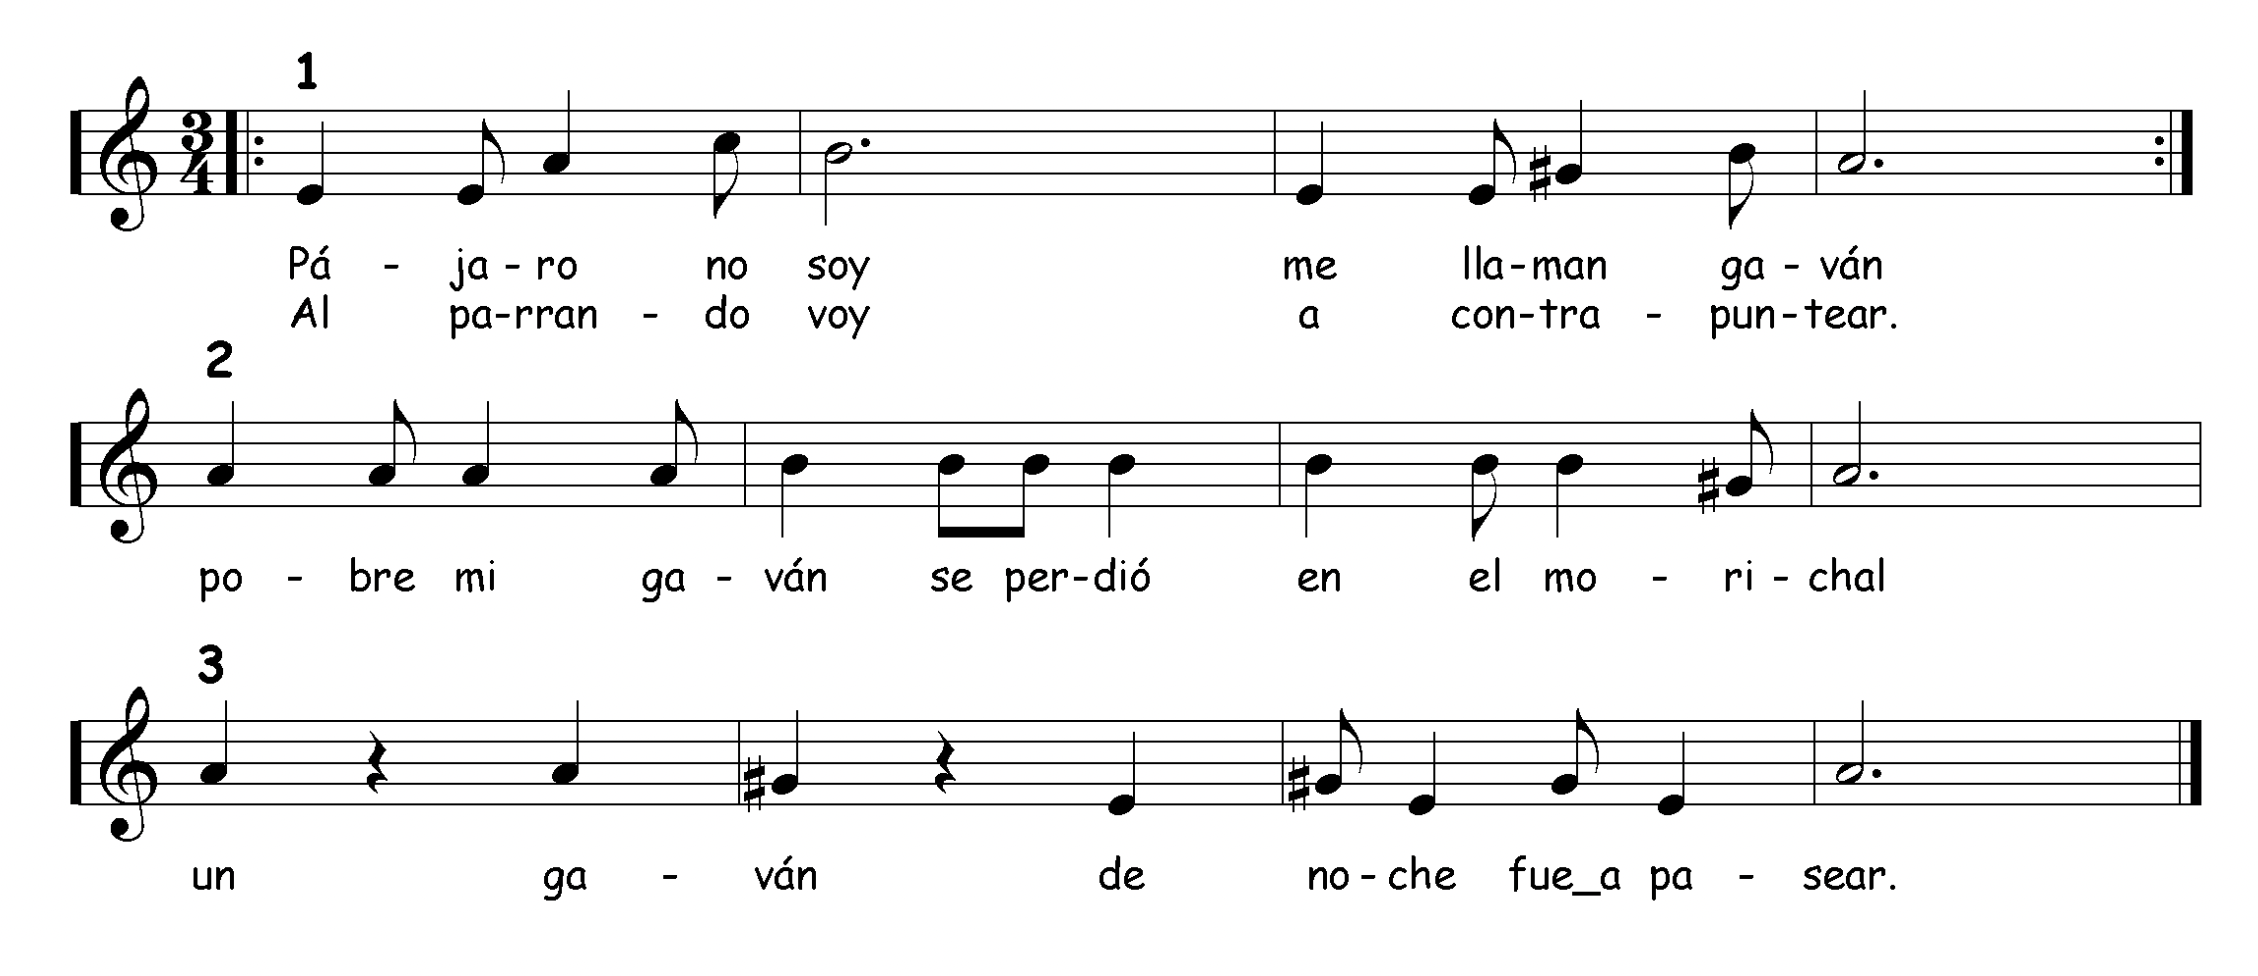 1
3
4
Pá - ja - ro no soy me lla - man ga - ván
Al pa - rran - do voy a con - tra - pun - tear.
2
po - bre mi ga - ván se per - dió en el mo - ri - chal
3
un ga - ván de no - che fue_a pa - sear.